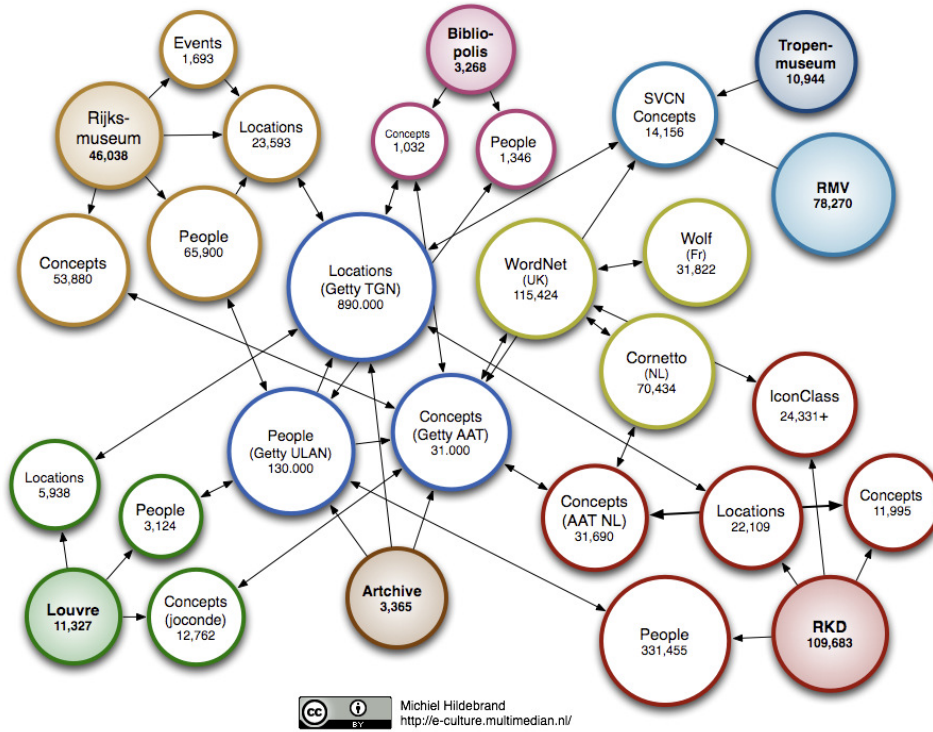 Events
1,693
Biblio-
polis
3,268
Tropen-
museum
10,944
Rijks-
museum
46,038
Locations
23,593
Concepts
1,032
People
1,346
SVCN
Concepts
14,156
RMV
78,270
Concepts
53,880
People
65,900
Locations
(Getty TGN)
890.000
WordNet
(UK)
115,424
Wolf
(Fr)
31,822
Cornetto
(NL)
70,434
IconClass
24,331+
People
(Getty ULAN)
130.000
Concepts
(Getty AAT)
31.000
Locations
5,938
People
3,124
Concepts
(AAT NL)
31,690
Locations
22,109
Concepts
11,995
Louvre
11,327
Concepts
(joconde)
12,762
Artchive
3,365
People
331,455
RKD
109,683
cc
BY
Michiel Hildebrand
http://e-culture.multimedian.nl/